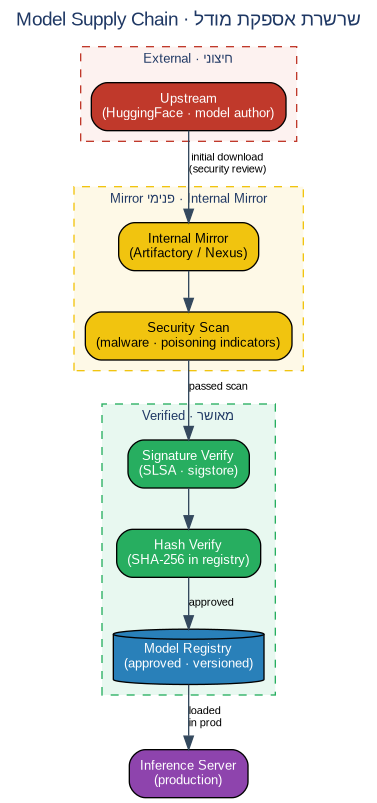 Model Supply Chain · שרשרת אספקת מודל
External · חיצוני
Upstream
(HuggingFace · model author)
initial download
(security review)
Mirror פנימי · Internal Mirror
Internal Mirror
(Artifactory / Nexus)
Security Scan
(malware · poisoning indicators)
passed scan
Verified · מאושר
Signature Verify
(SLSA · sigstore)
Hash Verify
(SHA-256 in registry)
approved
Model Registry
(approved · versioned)
loaded
in prod
Inference Server
(production)